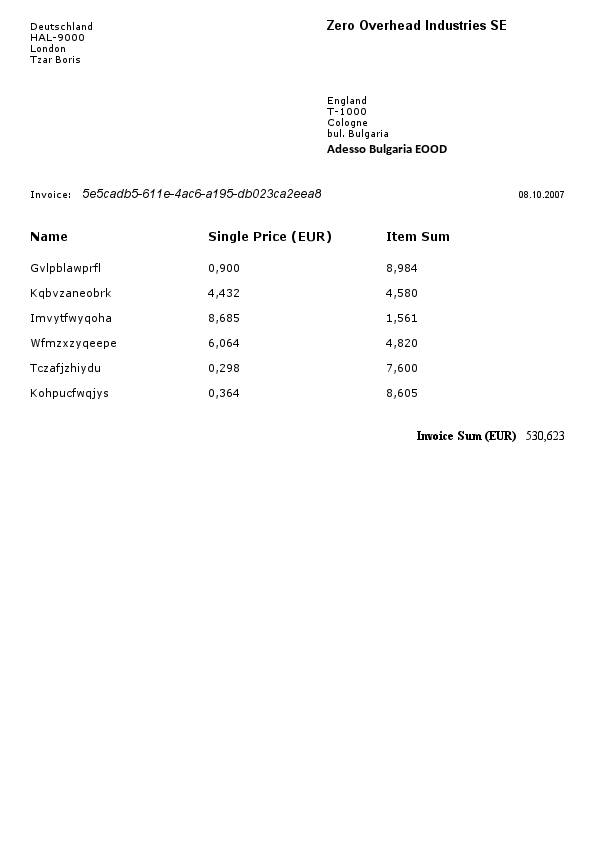 Deutschland
HAL-9000
London
Tzar Boris
Zero Overhead Industries SE
England
T-1000
Cologne
bul. Bulgaria
Adesso Bulgaria EOOD
Invoice: 5e5cadb5-611e-4ac6-a195-db023ca2eea8 08.10.2007
Name Single Price (EUR) Item Sum
Gvlpblawprfl 0,900 8,984
Kqbvzaneobrk 4,432 4,580
Imvytfwyqoha 8,685 1,561
Wfmzxzyqeepe 6,064 4,820
Tczafjzhiydu 0,298 7,600
Kohpucfwqjys 0,364 8,605
Invoice Sum (EUR) 530,623